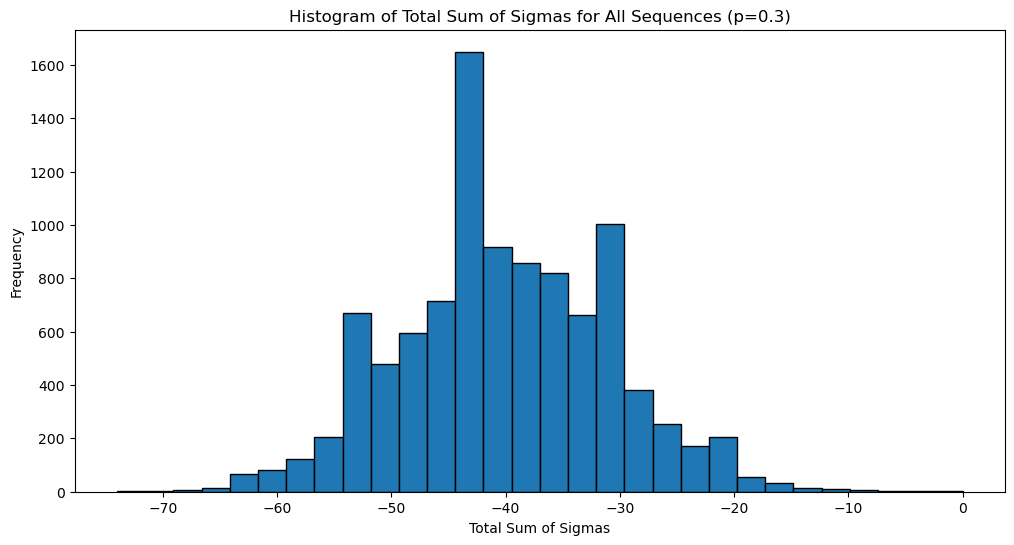 Histogram of Total Sum of Sigmas for All Sequences (p=0.3)
Frequency
1600
1400
1200
1000
800
600
400
200
0
−70 −60 −50 −40 −30 −20 −10 0
Total Sum of Sigmas